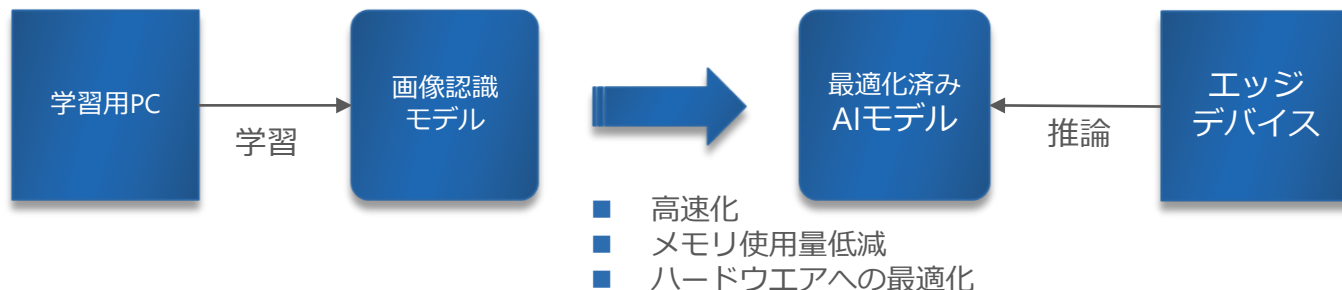 学習用PC
学習
画像認識
モデル
最適化済み
AIモデル
推論
エッジ
デバイス
■ 高速化
■ メモリ使用量低減
■ ハードウエアへの最適化